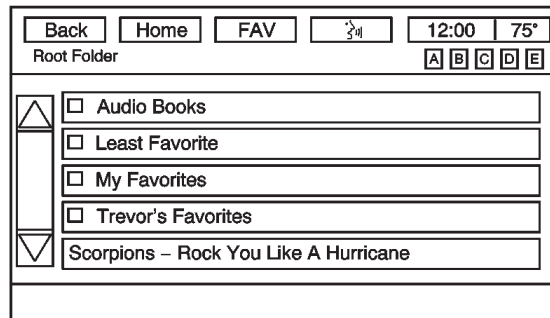 Back Home FAV 12:00 75°
Root Folder A B C D E
Audio Books
Least Favorite
My Favorites
Trevor's Favorites
Scorpions – Rock You Like A Hurricane